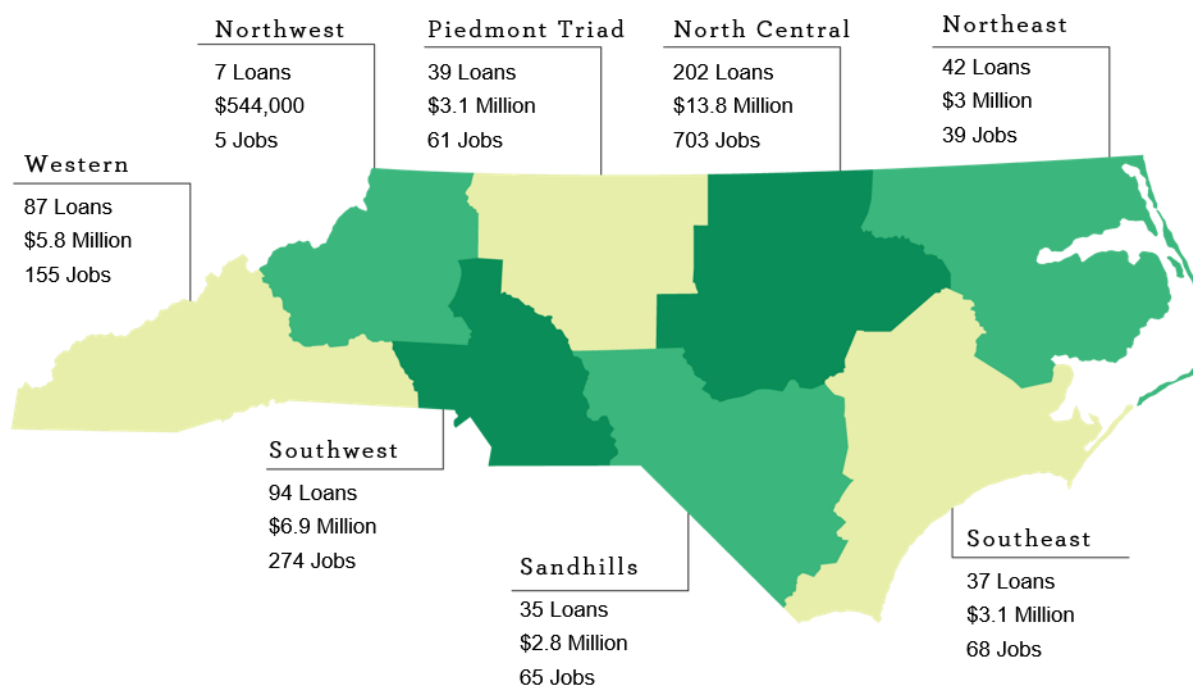 Northwest
7 Loans
$544,000
5 Jobs
Piedmont Triad
39 Loans
$3.1 Million
61 Jobs
North Central
202 Loans
$13.8 Million
703 Jobs
Northeast
42 Loans
$3 Million
39 Jobs
Western
87 Loans
$5.8 Million
155 Jobs
Southwest
94 Loans
$6.9 Million
274 Jobs
Sandhills
35 Loans
$2.8 Million
65 Jobs
Southeast
37 Loans
$3.1 Million
68 Jobs